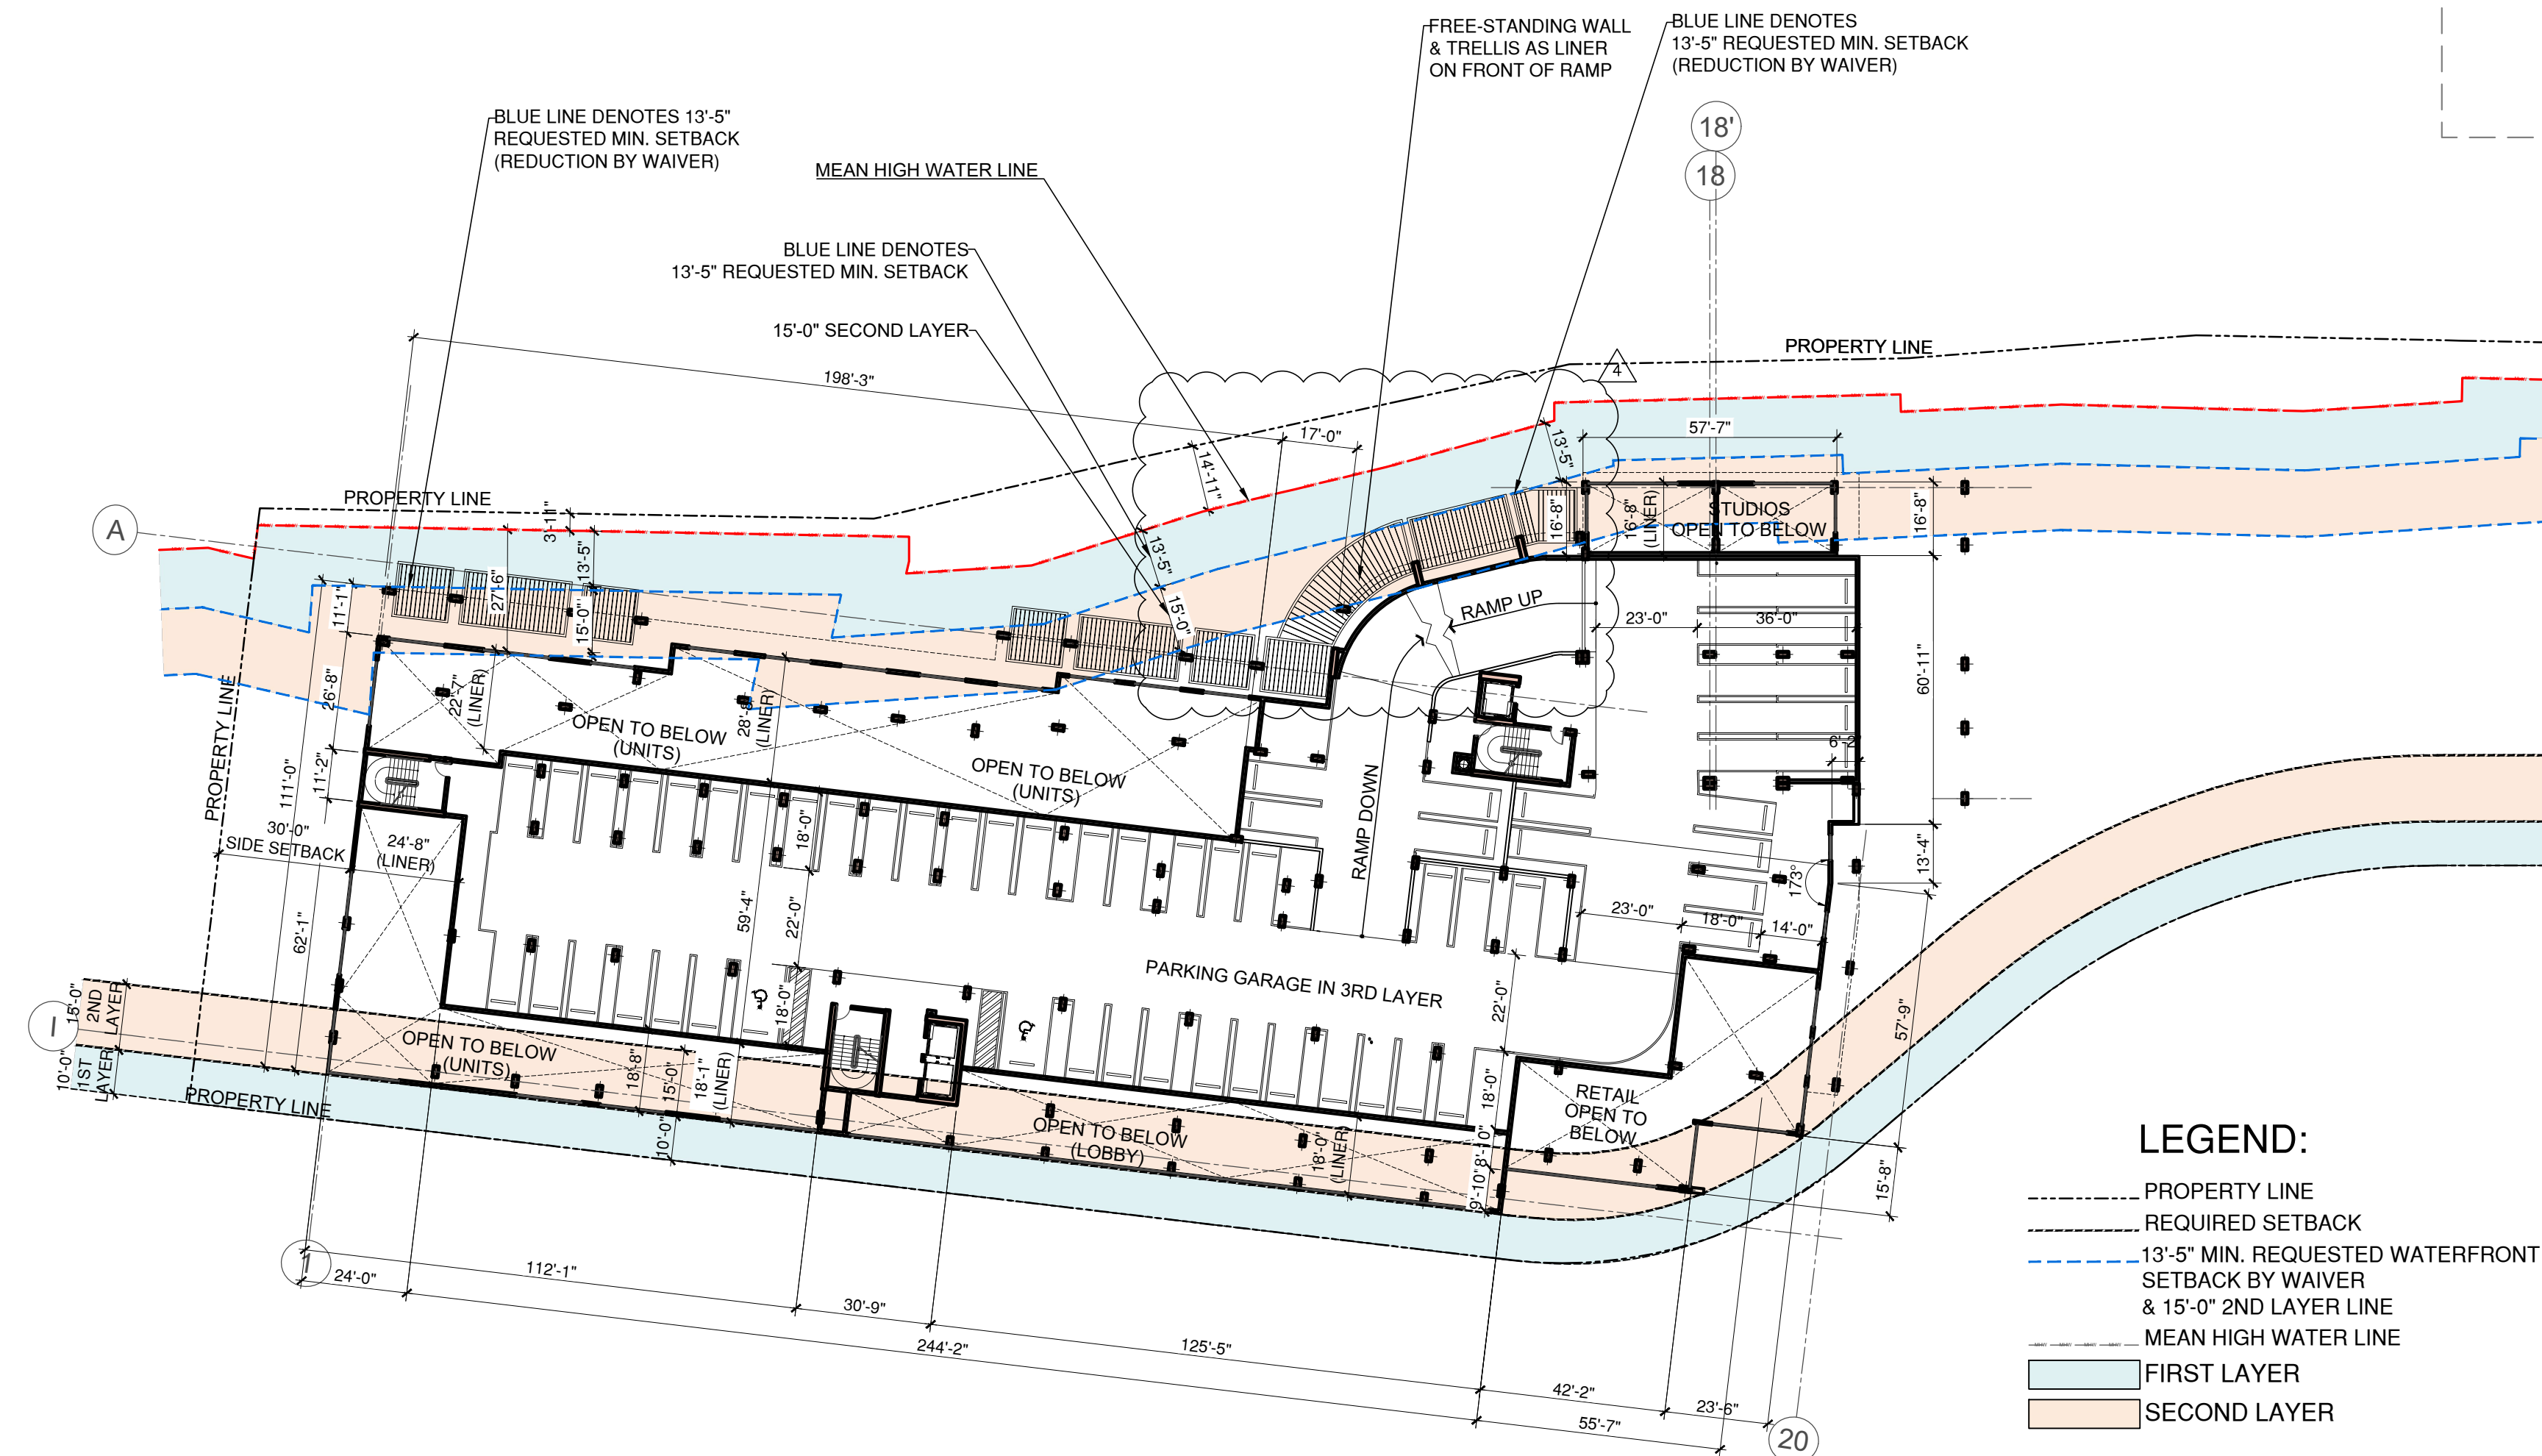 FREE-STANDING WALL
& TRELLIS AS LINER
ON FRONT OF RAMP
BLUE LINE DENOTES
13'-5" REQUESTED MIN. SETBACK
(REDUCTION BY WAIVER)
BLUE LINE DENOTES 13'-5"
REQUESTED MIN. SETBACK
(REDUCTION BY WAIVER)
MEAN HIGH WATER LINE
18'
18
BLUE LINE DENOTES
13'-5" REQUESTED MIN. SETBACK
15'-0" SECOND LAYER
198'-3"
PROPERTY LINE
4
17'-0"
57'-7"
13'-5"
14'-11"
PROPERTY LINE
3'-11"
A
13'-5"
27'-6"
15'-0"
11'-1"
13'-5"
15'-0"
16'-8"
16'-8"
(LINER)
STUDIOS
OPEN TO BELOW
16'-8"
RAMP UP
23'-0"
36'-0"
60'-11"
26'-8"
22'-7"
(LINER)
28'-8"
(LINER)
OPEN TO BELOW
(UNITS)
OPEN TO BELOW
(UNITS)
6'-2"
PROPERTY LINE
111'-0"
11'-2"
RAMP DOWN
30'-0"
SIDE SETBACK
24'-8"
(LINER)
18'-0"
13'-4"
173°
62'-1"
59'-4"
22'-0"
23'-0"
18'-0"
14'-0"
PARKING GARAGE IN 3RD LAYER
15'-0"
2ND
LAYER
18'-0"
22'-0"
57'-9"
I
10'-0"
1ST
LAYER
OPEN TO BELOW
(UNITS)
18'-8"
15'-0"
18'-1"
(LINER)
10'-0"
PROPERTY LINE
OPEN TO BELOW
(LOBBY)
18'-0"
(LINER)
18'-0"
8'-10"
9'-10"
RETAIL
OPEN TO
BELOW
15'-8"
1
24'-0"
112'-1"
30'-9"
244'-2"
125'-5"
42'-2"
23'-6"
55'-7"
20
LEGEND:
PROPERTY LINE
REQUIRED SETBACK
13'-5" MIN. REQUESTED WATERFRONT
SETBACK BY WAIVER
& 15'-0" 2ND LAYER LINE
MEAN HIGH WATER LINE
FIRST LAYER
SECOND LAYER